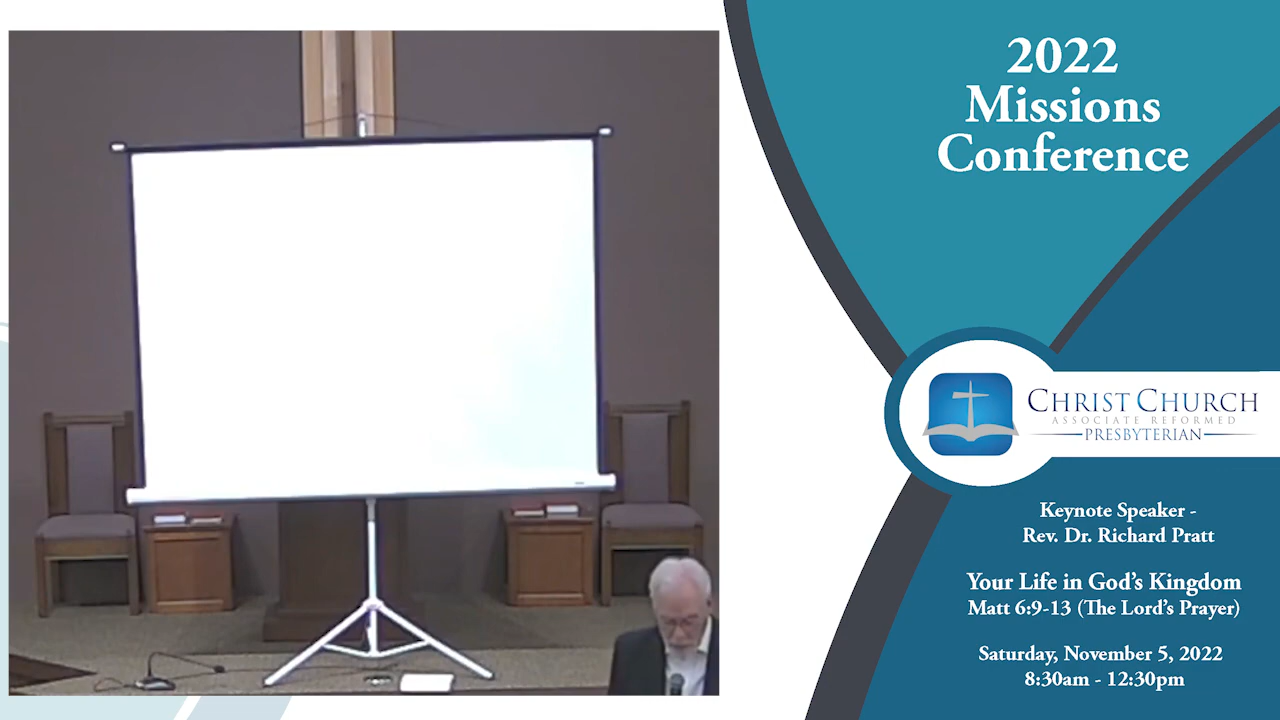 2022
Missions
Conference
CHRIST CHURCH
ASSOCIATE REFORMED
PRESBYTERIAN
Keynote Speaker -
Rev. Dr. Richard Pratt
Your Life in God's Kingdom
Matt 6:9-13 (The Lord's Prayer)
Saturday, November 5, 2022
8:30am - 12:30pm